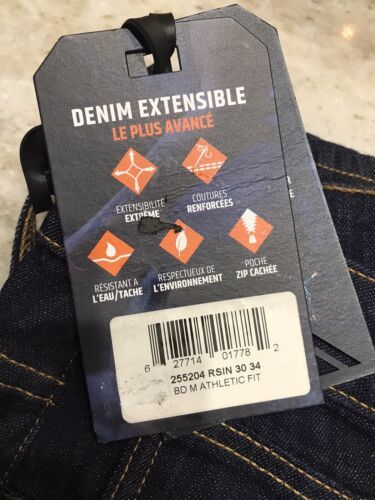 DENIM EXTENSIBLE
LE PLUS AVANCÉ
EXTENSIBILITÉ
EXTRÊME
COUTURES
RENFORCÉES
RÉSISTANT À
L'EAU/TACHE
RESPECTUEUX DE
L'ENVIRONNEMENT
POCHE
ZIP CACHÉE
6 27714 01778 2
255204 RSIN 30 34
BD M ATHLETIC FIT